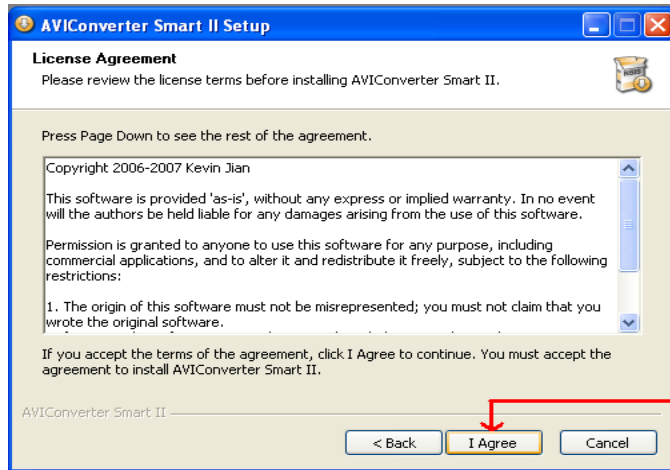 AVIConverter Smart II Setup
License Agreement
Please review the license terms before installing AVIConverter Smart II.
NSIS
Press Page Down to see the rest of the agreement.
Copyright 2006-2007 Kevin Jian
This software is provided 'as-is', without any express or implied warranty. In no event
will the authors be held liable for any damages arising from the use of this software.
Permission is granted to anyone to use this software for any purpose, including
commercial applications, and to alter it and redistribute it freely, subject to the following
restrictions:
1. The origin of this software must not be misrepresented; you must not claim that you
wrote the original software.
If you accept the terms of the agreement, click I Agree to continue. You must accept the
agreement to install AVIConverter Smart II.
AVIConverter Smart II
< Back
I Agree
Cancel